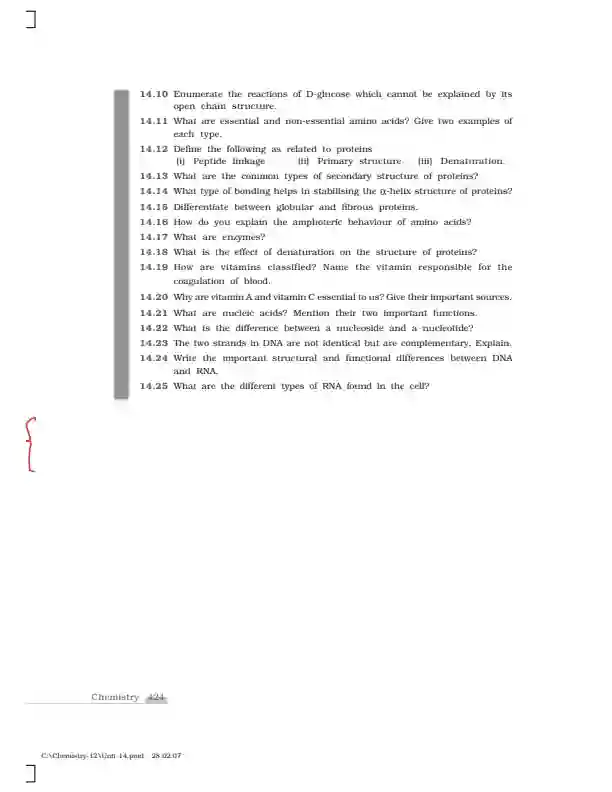 14.10 Enumerate the reactions of D-glucose which cannot be explained by its
open chain structure.
14.11 What are essential and non-essential amino acids? Give two examples of
each type.
14.12 Define the following as related to proteins
(i) Peptide linkage (ii) Primary structure (iii) Denaturation.
14.13 What are the common types of secondary structure of proteins?
14.14 What type of bonding helps in stabilising the α-helix structure of proteins?
14.15 Differentiate between globular and fibrous proteins.
14.16 How do you explain the amphoteric behaviour of amino acids?
14.17 What are enzymes?
14.18 What is the effect of denaturation on the structure of proteins?
14.19 How are vitamins classified? Name the vitamin responsible for the
coagulation of blood.
14.20 Why are vitamin A and vitamin C essential to us? Give their important sources.
14.21 What are nucleic acids? Mention their two important functions.
14.22 What is the difference between a nucleoside and a nucleotide?
14.23 The two strands in DNA are not identical but are complementary. Explain.
14.24 Write the important structural and functional differences between DNA
and RNA.
14.25 What are the different types of RNA found in the cell?
Chemistry 424
C:\Chemistry-12\Unit-14.pmd 28.02.07